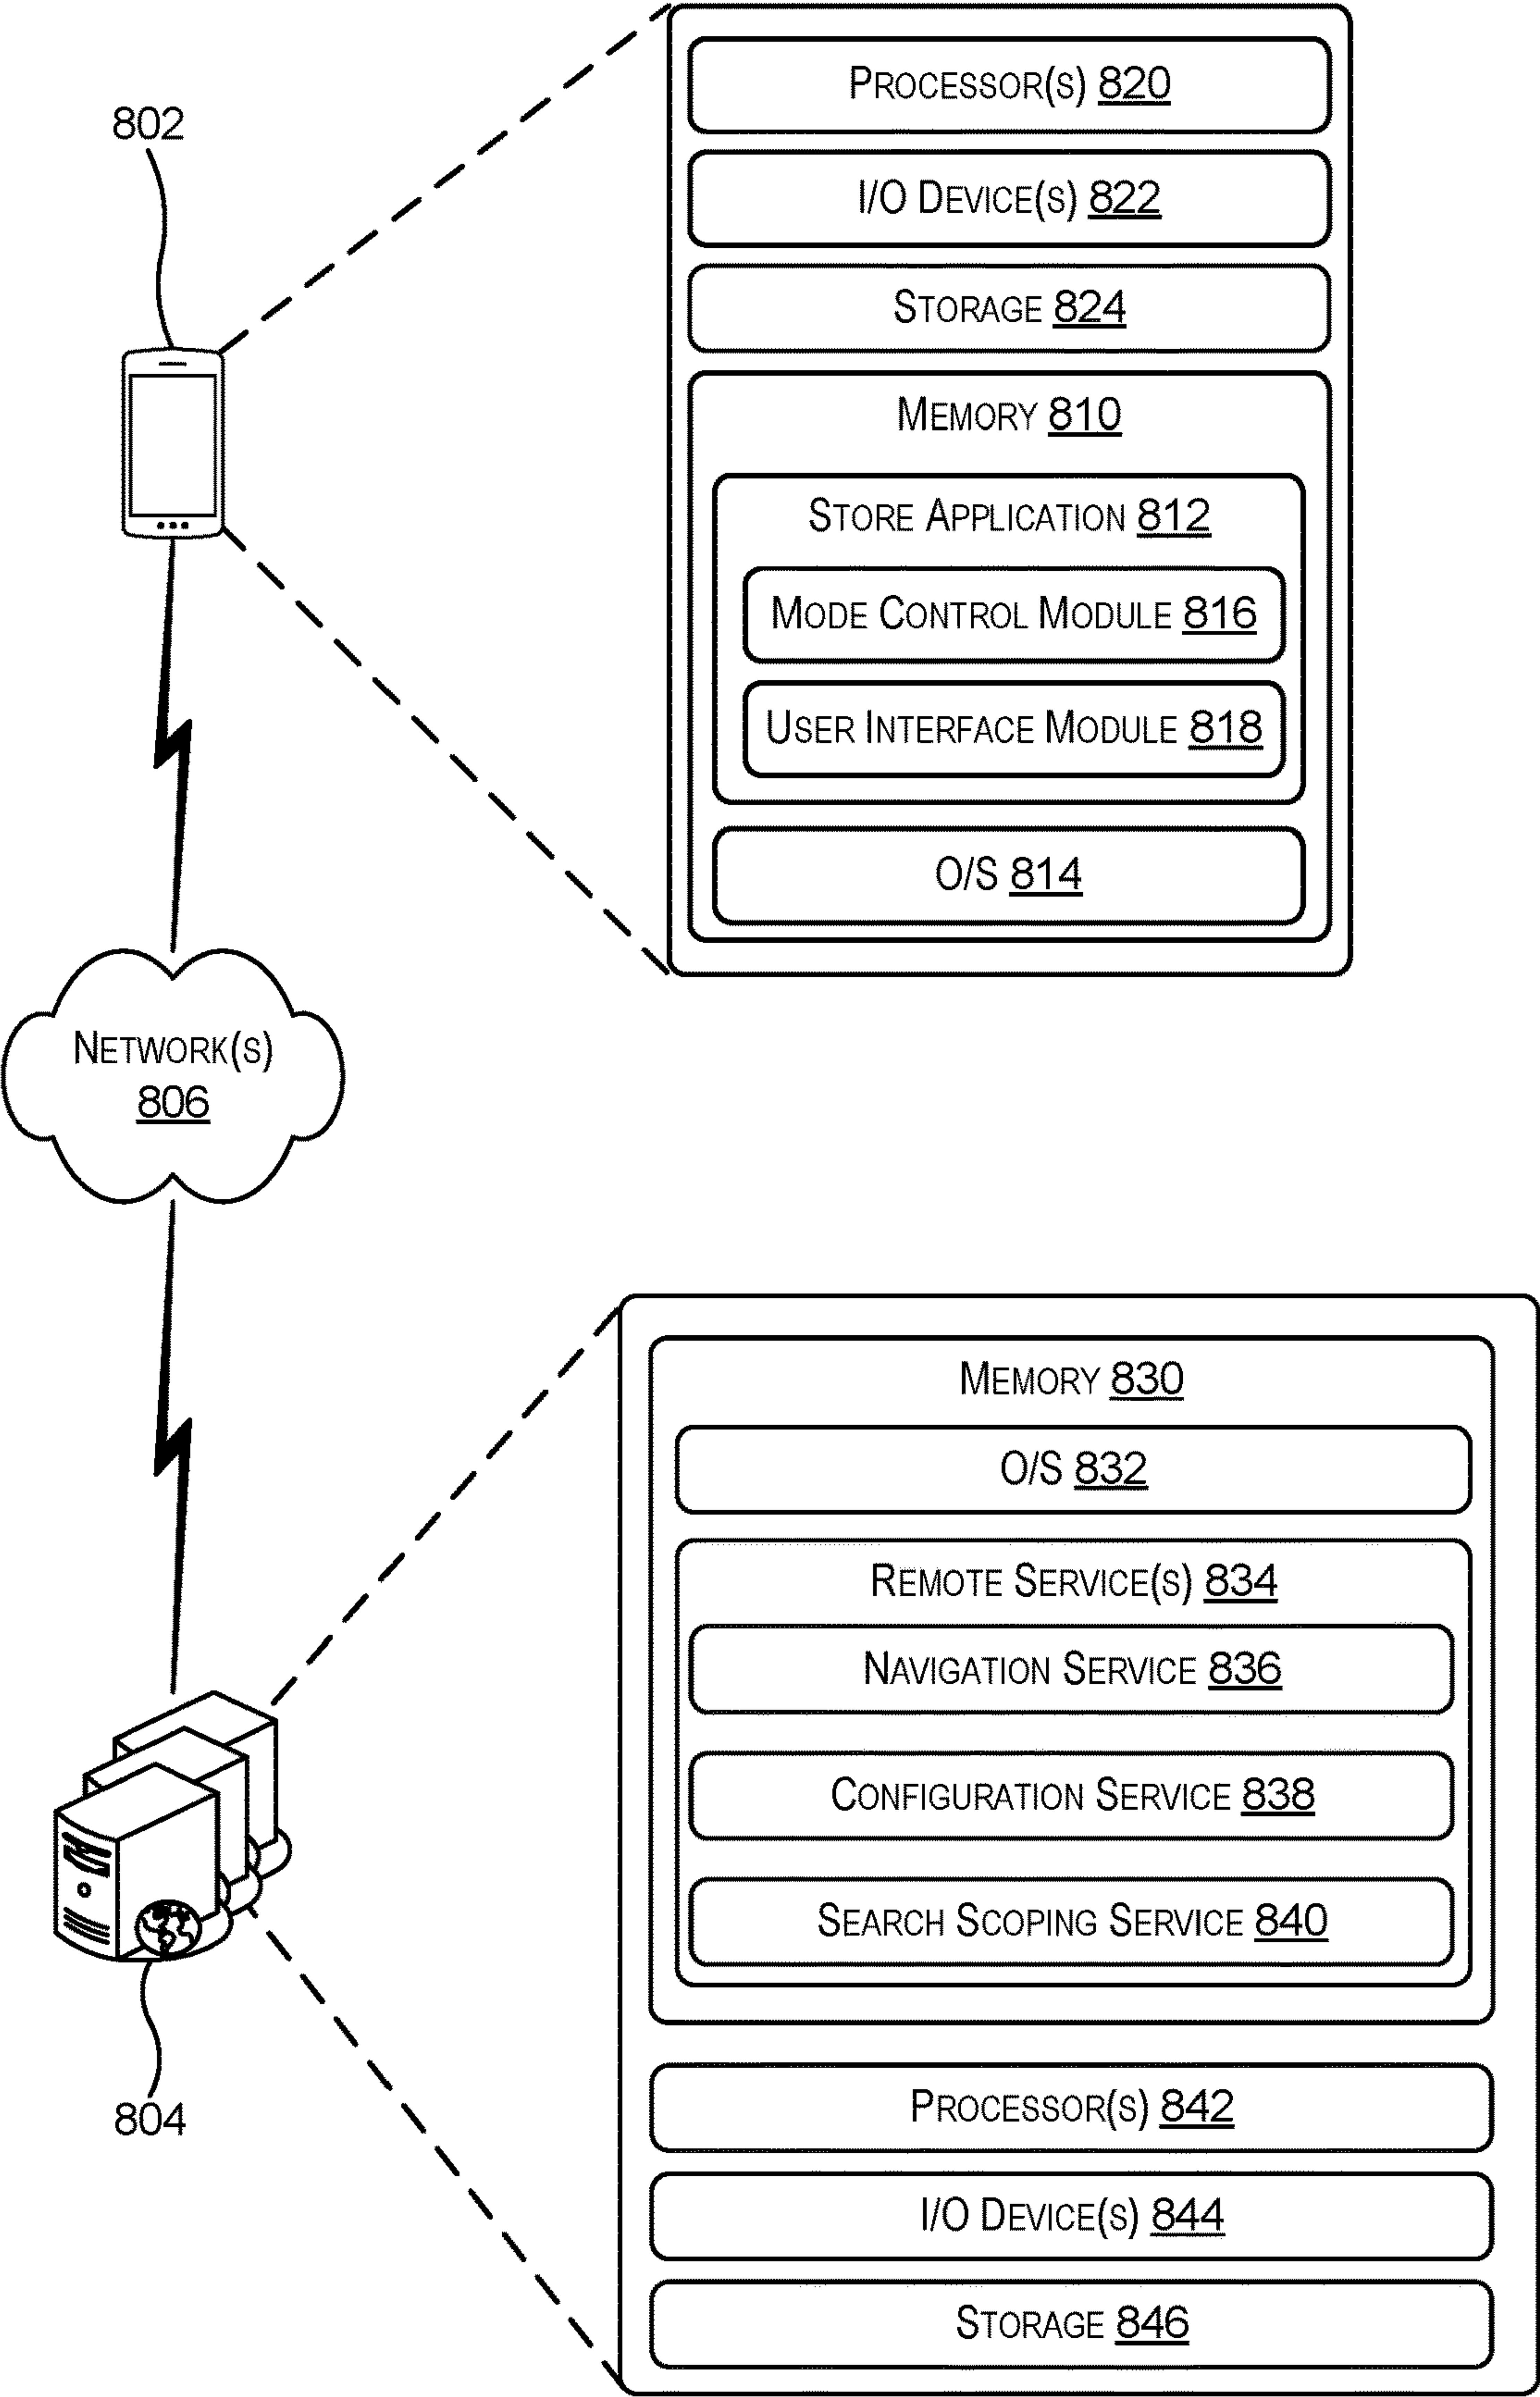 802
PROCESSOR(S) 820
I/O DEVICE(S) 822
STORAGE 824
MEMORY 810
STORE APPLICATION 812
MODE CONTROL MODULE 816
USER INTERFACE MODULE 818
O/S 814
NETWORK(S)
806
MEMORY 830
O/S 832
REMOTE SERVICE(S) 834
NAVIGATION SERVICE 836
CONFIGURATION SERVICE 838
SEARCH SCOPING SERVICE 840
804
PROCESSOR(S) 842
I/O DEVICE(S) 844
STORAGE 846